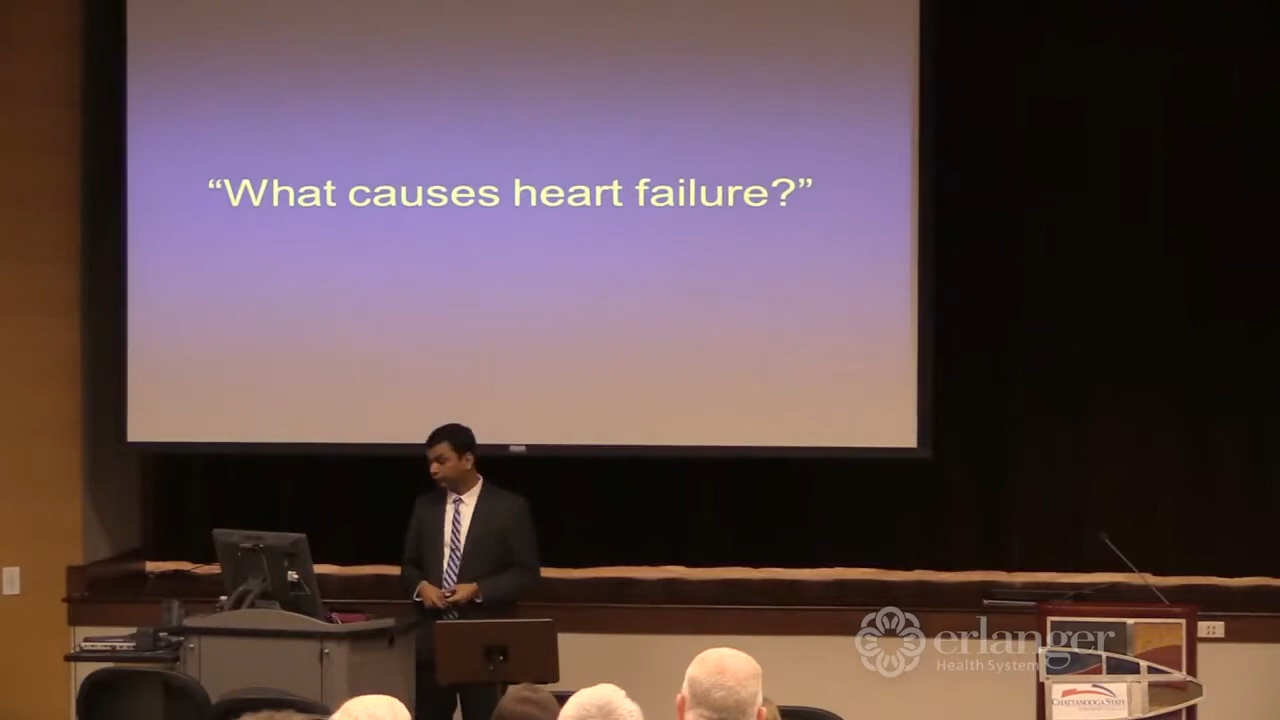 “What causes heart failure?”
erlanger
Health System
CHATTANOOGA STATE